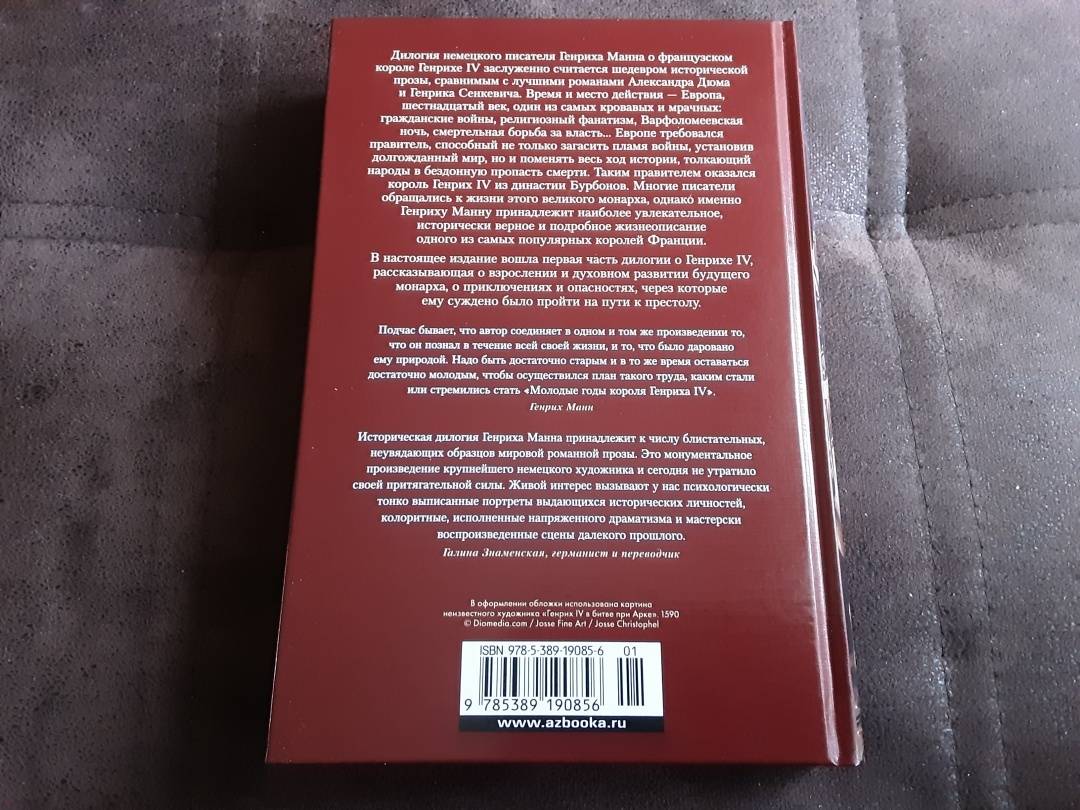 Дилогия немецкого писателя Генриха Манна о французском
короле Генрихе IV заслуженно считается шедевром исторической
прозы, сравнимым с лучшими романами Александра Дюма
и Генрика Сенкевича. Время и место действия — Европа,
шестнадцатый век, один из самых кровавых и мрачных:
гражданские войны, религиозный фанатизм, Варфоломеевская
ночь, смертельная борьба за власть... Европе требовался
правитель, способный не только загасить пламя войны, установив
долгожданный мир, но и поменять весь ход истории, толкающий
народы в бездонную пропасть смерти. Таким правителем оказался
король Генрих IV из династии Бурбонов. Многие писатели
обращались к жизни этого великого монарха, однако́ именно
Генриху Манну принадлежит наиболее увлекательное,
исторически верное и подробное жизнеописание
одного из самых популярных королей Франции.
В настоящее издание вошла первая часть дилогии о Генрихе IV,
рассказывающая о взрослении и духовном развитии будущего
монарха, о приключениях и опасностях, через которые
ему суждено было пройти на пути к престолу.
Подчас бывает, что автор соединяет в одном и том же произведении то,
что он познал в течение всей своей жизни, и то, что было даровано
ему природой. Надо быть достаточно старым и в то же время оставаться
достаточно молодым, чтобы осуществился план такого труда, каким стали
или стремились стать «Молодые годы короля Генриха IV».
Генрих Манн
Историческая дилогия Генриха Манна принадлежит к числу блистательных,
неувядающих образцов мировой романной прозы. Это монументальное
произведение крупнейшего немецкого художника и сегодня не утратило
своей притягательной силы. Живой интерес вызывают у нас психологически
тонко выписанные портреты выдающихся исторических личностей,
колоритные, исполненные напряженного драматизма и мастерски
воспроизведенные сцены далекого прошлого.
Галина Знаменская, германист и переводчик
В оформлении обложки использована картина
неизвестного художника «Генрих IV в битве при Арке». 1590
© Diomedia.com / Josse Fine Art / Josse Christophel
ISBN 978-5-389-19085-6 01
9 785389 190856
www.azbooka.ru